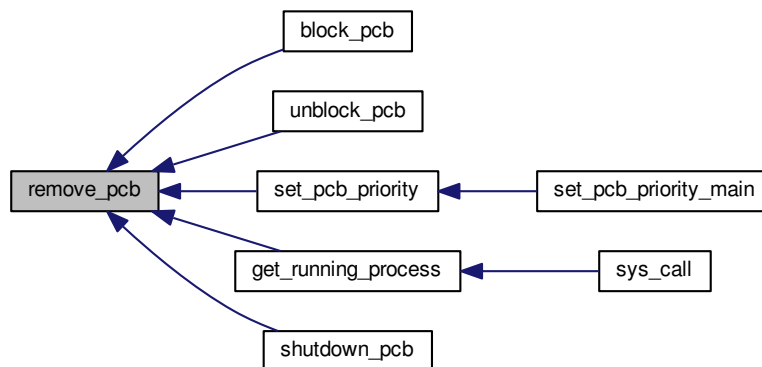 block_pcb
unblock_pcb
remove_pcb
set_pcb_priority
set_pcb_priority_main
get_running_process
sys_call
shutdown_pcb